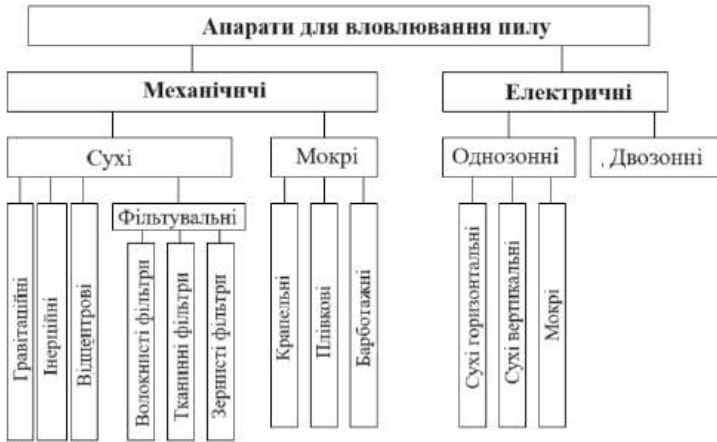 Апарати для вловлювання пилу
Механічнчі
Електричні
Сухі
Мокрі
Однозонні
, Двозонні
Гравітаційні
Інерційні
Відцентрові
Фільтувальні
Волокнисті фільтри
Тканинні фільтри
Зернисті фільтри
Крапельні
Плівкові
Барботажні
Сухі горизонтальні
Сухі вертикальні
Мокрі